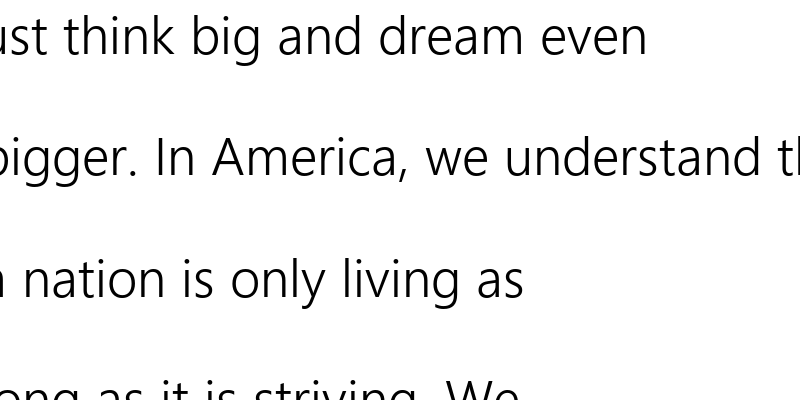 ust think big and dream even
bigger. In America, we understand th
nation is only living as
ong as it is striving. We